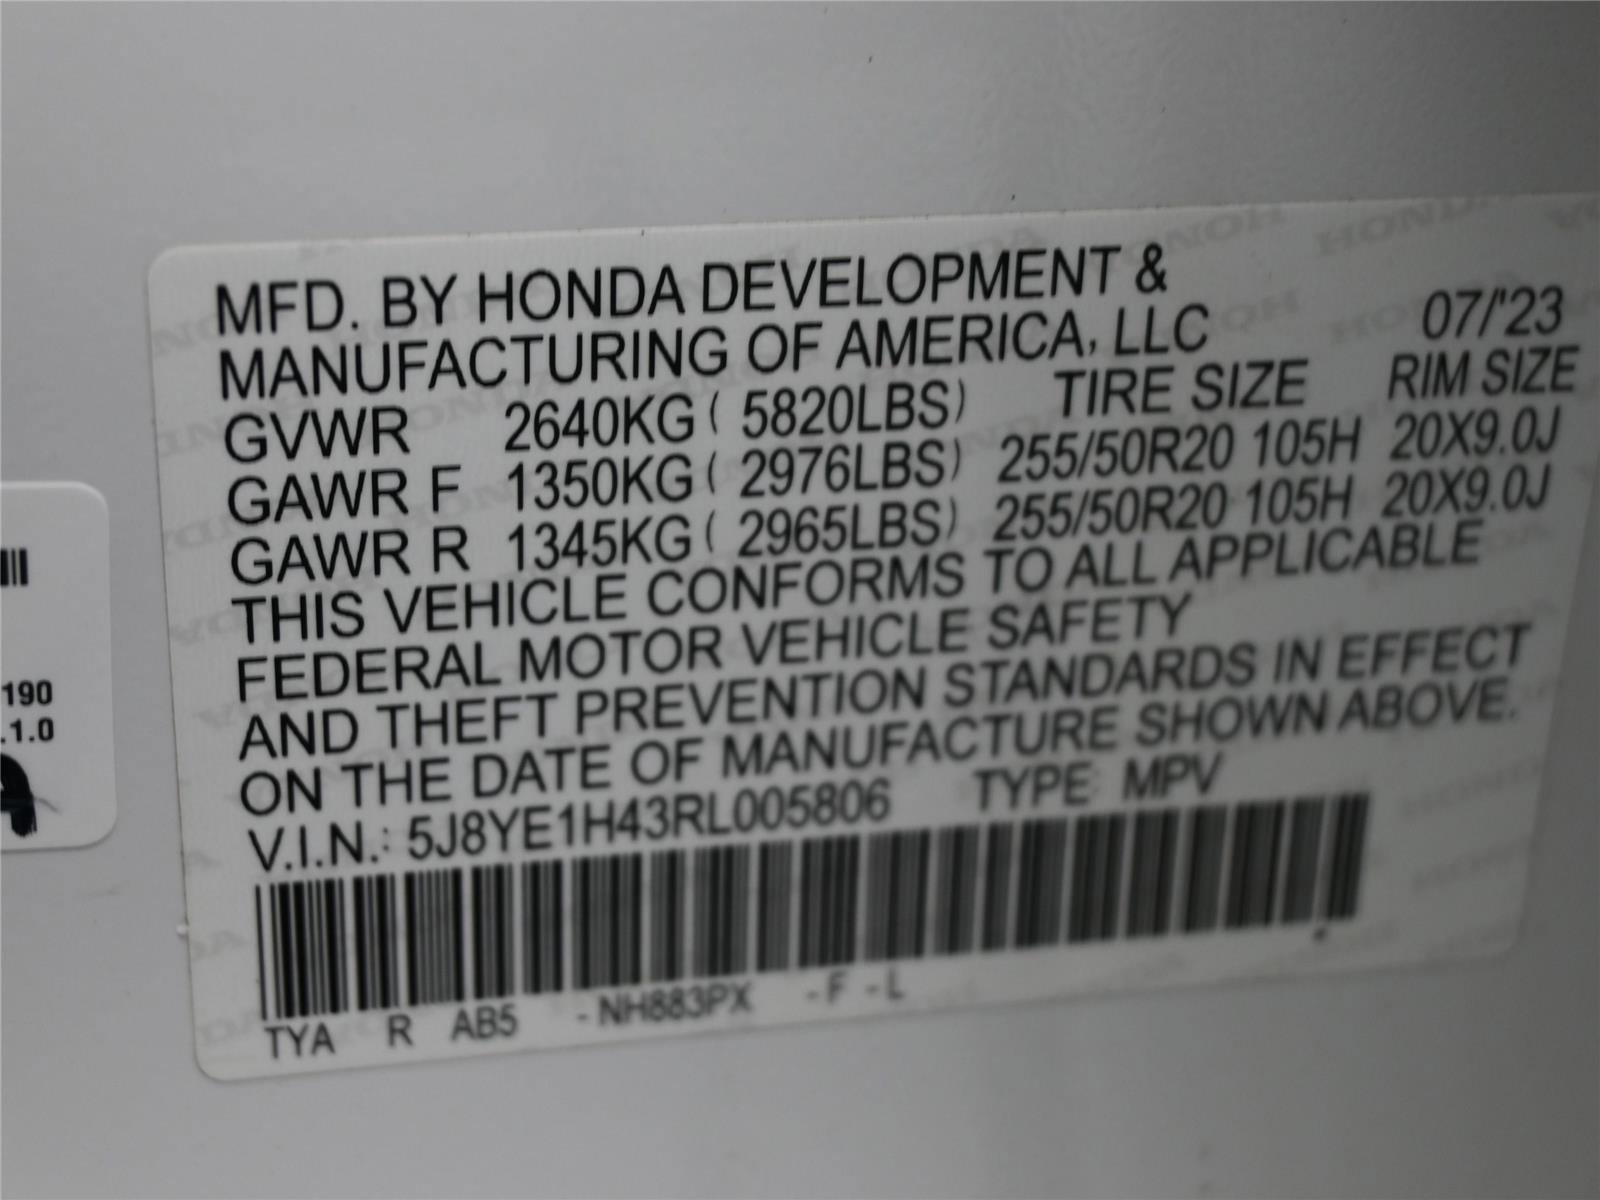 MFD. BY HONDA DEVELOPMENT &
MANUFACTURING OF AMERICA, LLC 07/'23
GVWR 2640KG ( 5820LBS) TIRE SIZE RIM SIZE
GAWR F 1350KG ( 2976LBS) 255/50R20 105H 20X9.0J
GAWR R 1345KG ( 2965LBS) 255/50R20 105H 20X9.0J
THIS VEHICLE CONFORMS TO ALL APPLICABLE
FEDERAL MOTOR VEHICLE SAFETY
AND THEFT PREVENTION STANDARDS IN EFFECT
ON THE DATE OF MANUFACTURE SHOWN ABOVE.
V.I.N.: 5J8YE1H43RL005806 TYPE: MPV
TYA R AB5 -NH883PX -F -L
190
.1.0